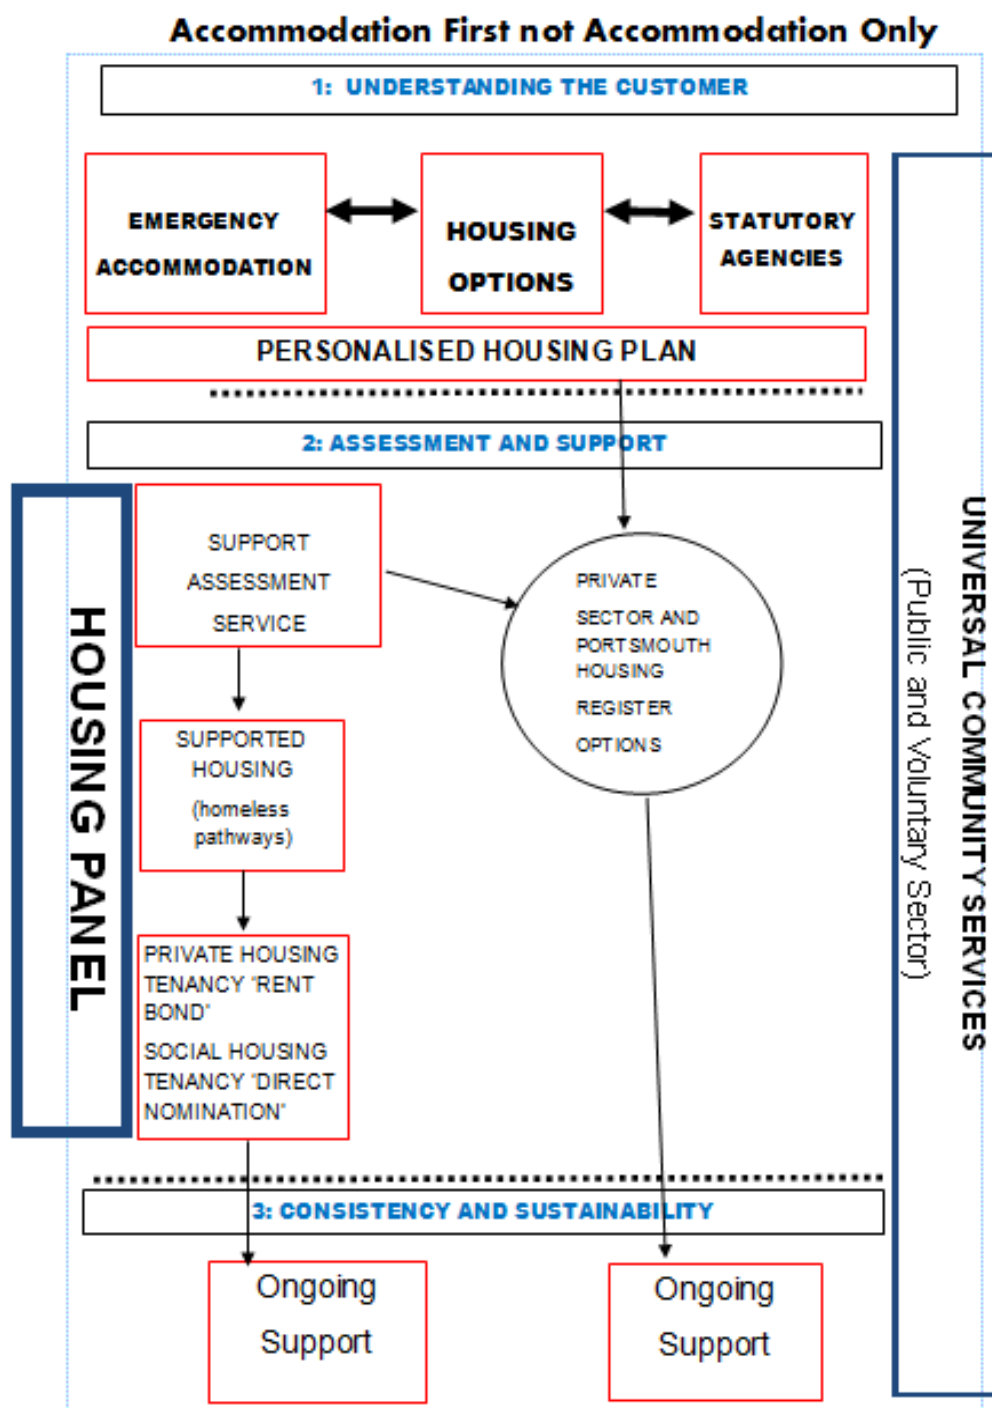 Accommodation First not Accommodation Only
1: UNDERSTANDING THE CUSTOMER
EMERGENCY
ACCOMMODATION
HOUSING
OPTIONS
STATUTORY
AGENCIES
PERSONALISED HOUSING PLAN
2: ASSESSMENT AND SUPPORT
HOUSING PANEL
SUPPORT
ASSESSMENT
SERVICE
PRIVATE
SECTOR AND
PORTSMOUTH
HOUSING
REGISTER
OPTIONS
SUPPORTED
HOUSING
(homeless
pathways)
PRIVATE HOUSING
TENANCY "RENT
BOND"
SOCIAL HOUSING
TENANCY "DIRECT
NOMINATION"
UNIVERSAL COMMUNITY SERVICES
(Public and Voluntary Sector)
3: CONSISTENCY AND SUSTAINABILITY
Ongoing
Support
Ongoing
Support